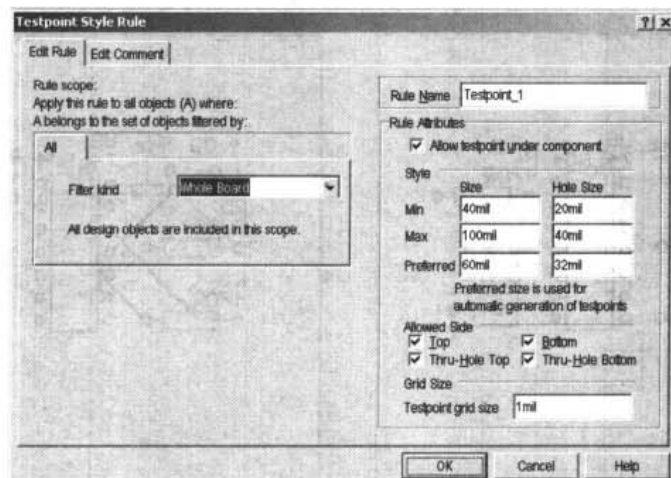 Testpoint Style Rule
Edit Rule
Edit Comment
Rule scope:
Apply this rule to all objects (A) where:
A belongs to the set of objects filtered by:
All
Filter kind
Whole Board
All design objects are included in this scope.
Rule Name
Testpoint_1
Rule Attributes
Allow testpoint under component
Style
Size
Hole Size
Min
40mil
20mil
Max
100mil
40mil
Preferred
60mil
32mil
Preferred size is used for
automatic generation of testpoints
Allowed Side
Top
Bottom
Thru-Hole Top
Thru-Hole Bottom
Grid Size
Testpoint grid size
1mil
OK
Cancel
Help